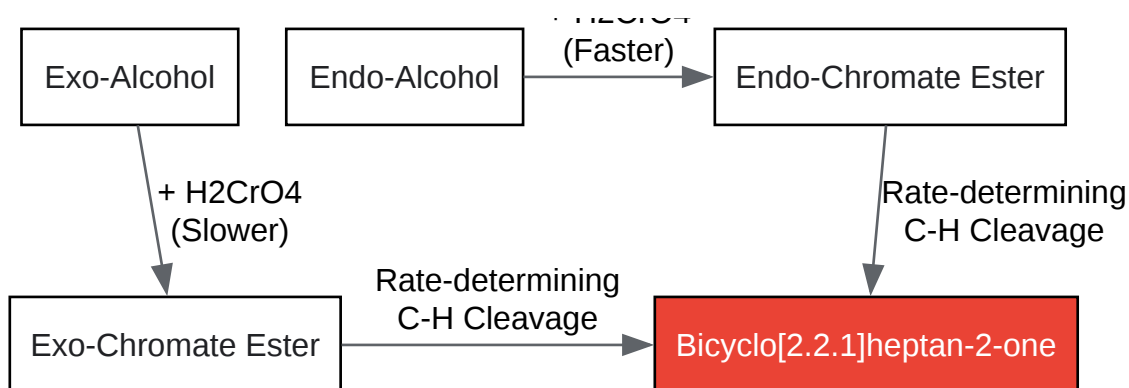 + H2CrO4
(Faster)
Exo-Alcohol
Endo-Alcohol
Endo-Chromate Ester
+ H2CrO4
(Slower)
Rate-determining
C-H Cleavage
Rate-determining
C-H Cleavage
Exo-Chromate Ester
Bicyclo[2.2.1]heptan-2-one